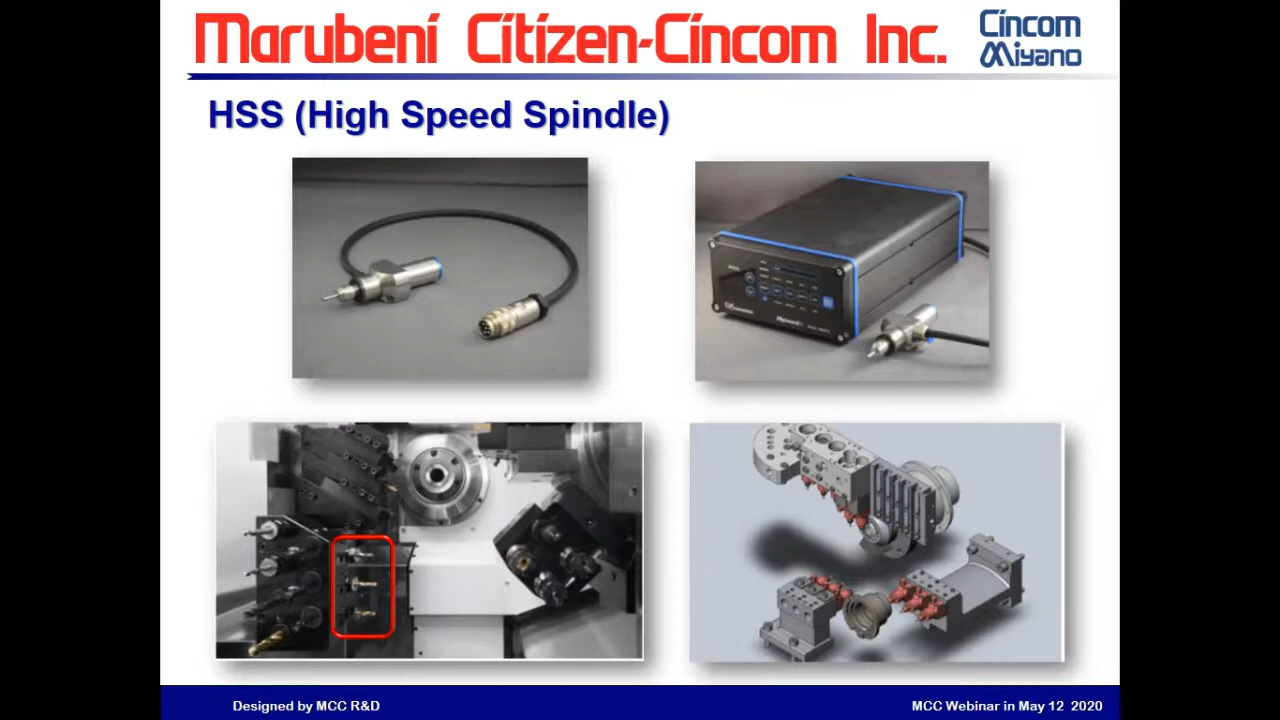 Marubeni Citizen-Cincom Inc.
Cincom
Miyano
HSS (High Speed Spindle)
Designed by MCC R&D
MCC Webinar in May 12 2020